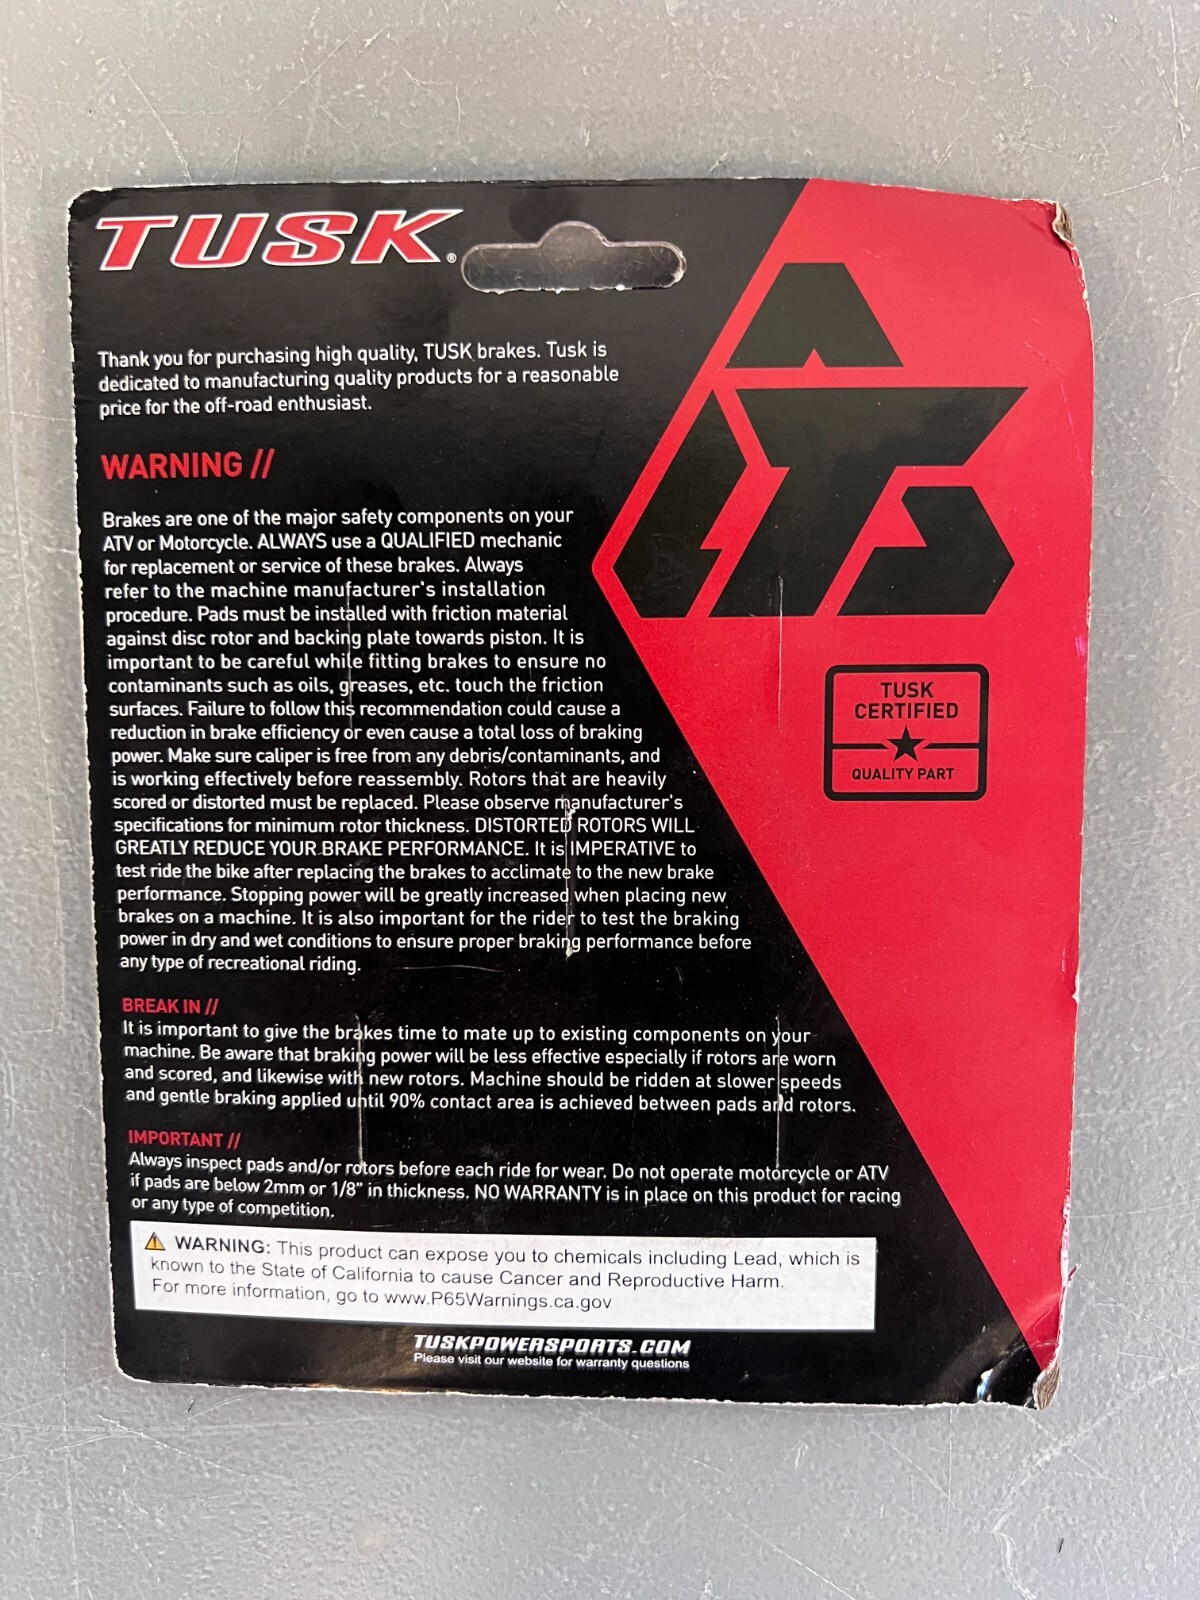 TUSK®
Thank you for purchasing high quality, TUSK brakes. Tusk is
dedicated to manufacturing quality products for a reasonable
price for the off-road enthusiast.
WARNING //
Brakes are one of the major safety components on your
ATV or Motorcycle. ALWAYS use a QUALIFIED mechanic
for replacement or service of these brakes. Always
refer to the machine manufacturer's installation
procedure. Pads must be installed with friction material
against disc rotor and backing plate towards piston. It is
important to be careful while fitting brakes to ensure no
contaminants such as oils, greases, etc. touch the friction
surfaces. Failure to follow this recommendation could cause a
reduction in brake efficiency or even cause a total loss of braking
power. Make sure caliper is free from any debris/contaminants, and
is working effectively before reassembly. Rotors that are heavily
scored or distorted must be replaced. Please observe manufacturer's
specifications for minimum rotor thickness. DISTORTED ROTORS WILL
GREATLY REDUCE YOUR BRAKE PERFORMANCE. It is IMPERATIVE to
test ride the bike after replacing the brakes to acclimate to the new brake
performance. Stopping power will be greatly increased when placing new
brakes on a machine. It is also important for the rider to test the braking
power in dry and wet conditions to ensure proper braking performance before
any type of recreational riding.
BREAK IN //
It is important to give the brakes time to mate up to existing components on your
machine. Be aware that braking power will be less effective especially if rotors are worn
and scored, and likewise with new rotors. Machine should be ridden at slower speeds
and gentle braking applied until 90% contact area is achieved between pads and rotors.
IMPORTANT //
Always inspect pads and/or rotors before each ride for wear. Do not operate motorcycle or ATV
if pads are below 2mm or 1/8" in thickness. NO WARRANTY is in place on this product for racing
or any type of competition.
WARNING: This product can expose you to chemicals including Lead, which is
known to the State of California to cause Cancer and Reproductive Harm.
For more information, go to www.P65Warnings.ca.gov
TUSKPOWERSPORTS.COM
Please visit our website for warranty questions
TUSK
CERTIFIED
QUALITY PART